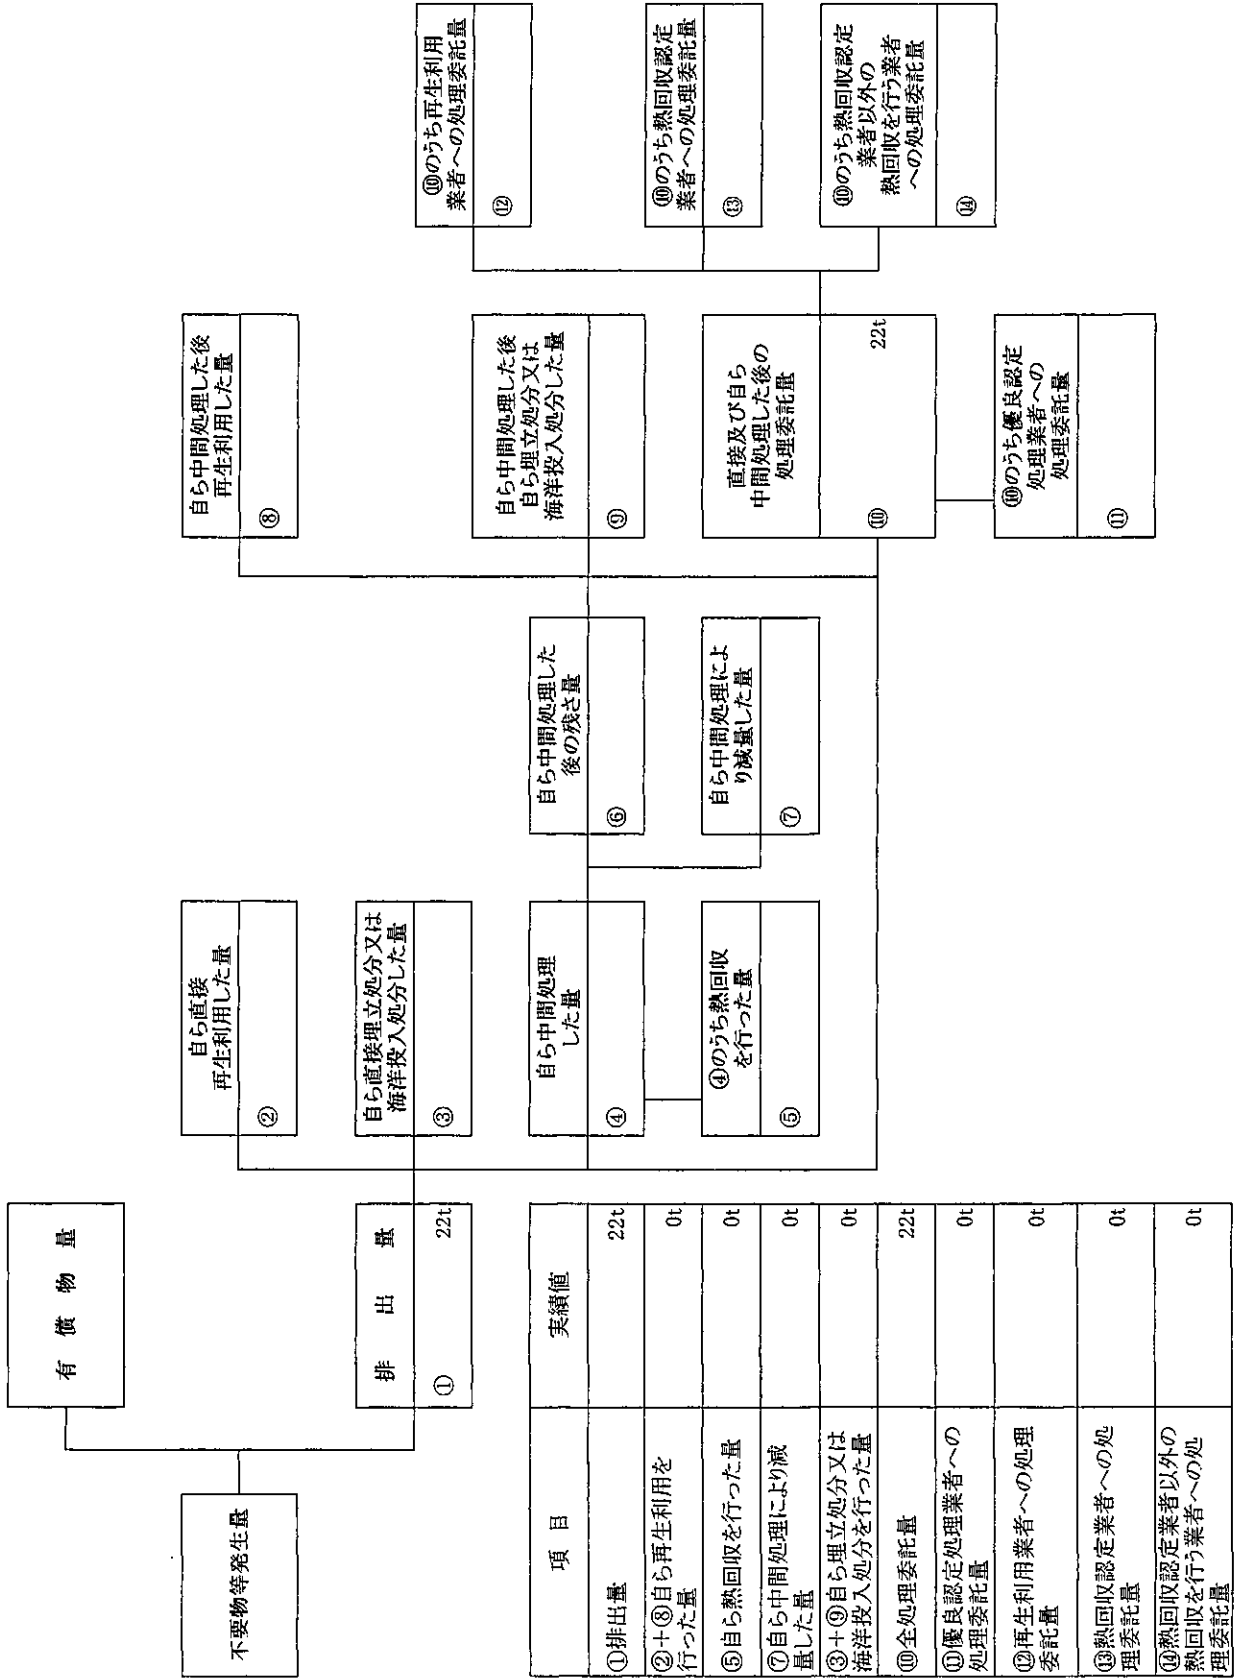 有償物量
不要物等発生量
排出量
① 22t
自ら直接
再生利用した量
②
自ら直接埋立処分又は
海洋投入処分した量
③
自ら中間処理
した量
④
④のうち熱回収
を行った量
⑤
自ら中間処理した
後の残さ量
⑥
自ら中間処理によ
り減量した量
⑦
自ら中間処理した後
再生利用した量
⑧
自ら中間処理した後
自ら埋立処分又は
海洋投入処分した量
⑨
直接及び自ら
中間処理した後の
処理委託量
⑩ 22t
⑩のうち優良認定
処理業者への
処理委託量
⑪
⑩のうち再生利用
業者への処理委託量
⑫
⑩のうち熱回収認定
業者への処理委託量
⑬
⑩のうち熱回収認定
業者以外の
熱回収を行う業者
への処理委託量
⑭
項目 実績値
①排出量 22t
②+⑧自ら再生利用を
行った量 0t
⑤自ら熱回収を行った量 0t
⑦自ら中間処理により減
量した量 0t
③+⑨自ら埋立処分又は
海洋投入処分を行った量 0t
⑩全処理委託量 22t
⑪優良認定処理業者への
処理委託量 0t
⑫再生利用業者への処理
委託量 0t
⑬熱回収認定業者への処
理委託量 0t
⑭熱回収認定業者以外の
熱回収を行う業者への処
理委託量 0t